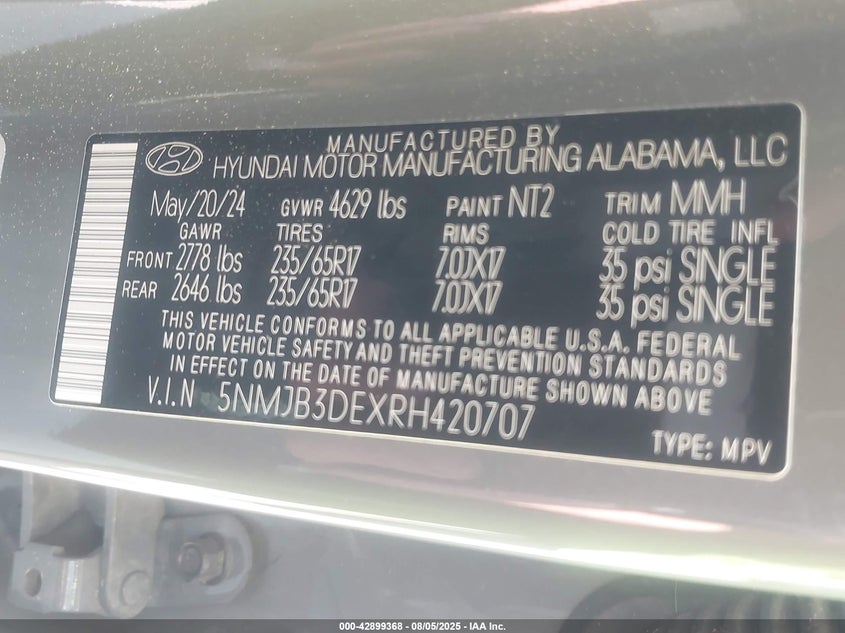 MANUFACTURED BY
HYUNDAI MOTOR MANUFACTURING ALABAMA, LLC
May/20/24 GVWR 4629 lbs PAINT NT2 TRIM MMH
GAWR TIRES RIMS COLD TIRE INFL
FRONT 2778 lbs 235/65R17 7.0JX17 35 psi SINGLE
REAR 2646 lbs 235/65R17 7.0JX17 35 psi SINGLE
THIS VEHICLE CONFORMS TO ALL APPLICABLE U.S.A. FEDERAL
MOTOR VEHICLE SAFETY AND THEFT PREVENTION STANDARDS
IN EFFECT ON THE DATE OF MANUFACTURE SHOWN ABOVE
V.I.N 5NMJB3DEXRH420707
TYPE: MPV
000-42899368 - 08/05/2025 - IAA Inc.